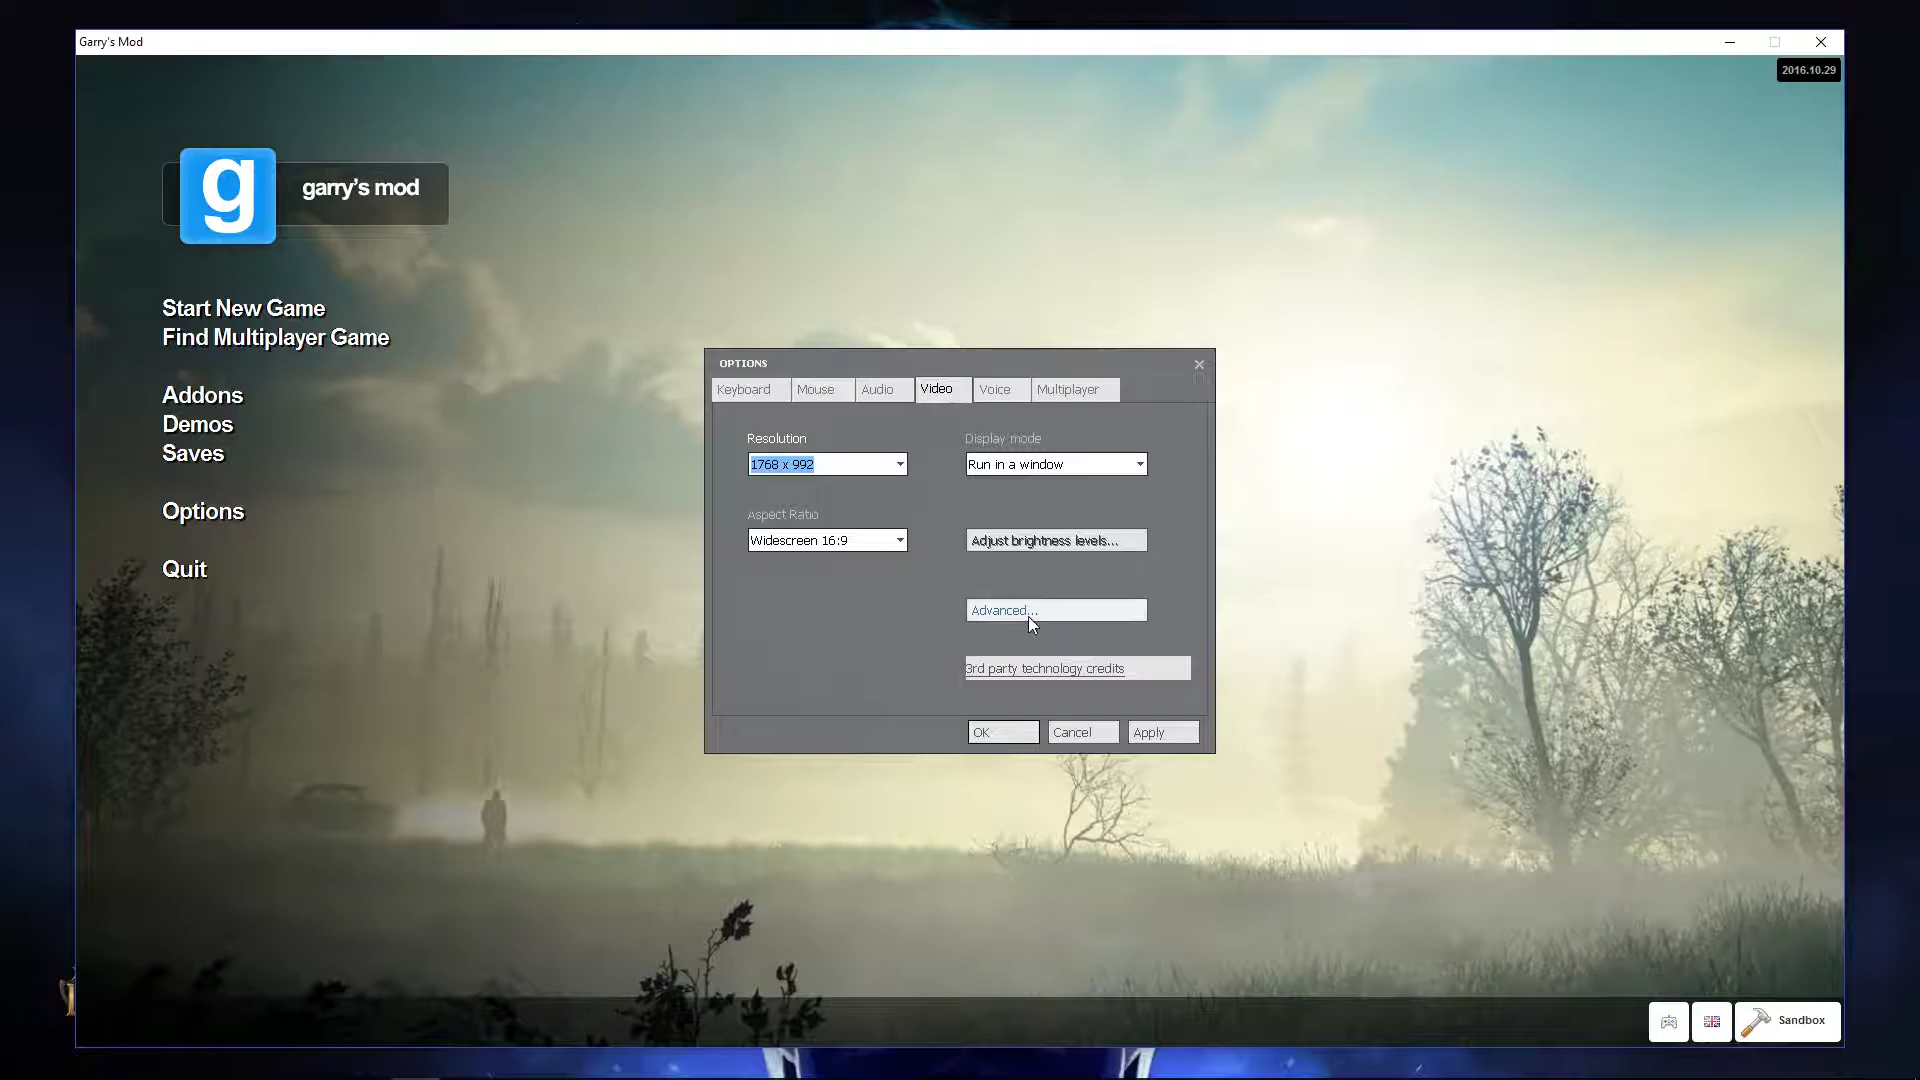 Garry's Mod
2016.10.29
g
garry's mod
Start New Game
Find Multiplayer Game
Addons
Demos
Saves
Options
Quit
OPTIONS
Keyboard Mouse Audio Video Voice Multiplayer
Resolution Display mode
1768 x 992 Run in a window
Aspect Ratio
Widescreen 16:9 Adjust brightness levels...
Advanced...
3rd party technology credits
OK Cancel Apply
Sandbox